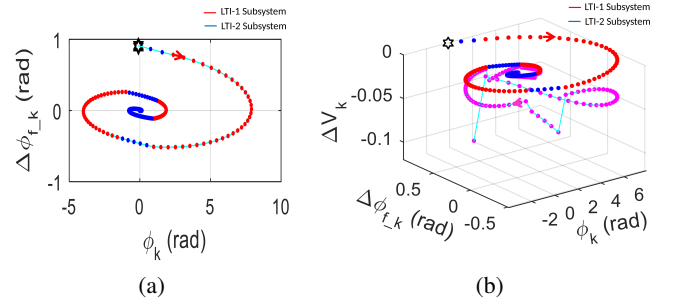 LTI-1 Subsystem
LTI-2 Subsystem
1
0
-1
-5
0
5
10
Δϕf_k (rad)
ϕk (rad)
(a)
LTI-1 Subsystem
LTI-2 Subsystem
0
-0.05
-0.1
ΔVk
0.5
0
-0.5
Δϕf_k (rad)
-2
0
2
4
6
ϕk (rad)
(b)